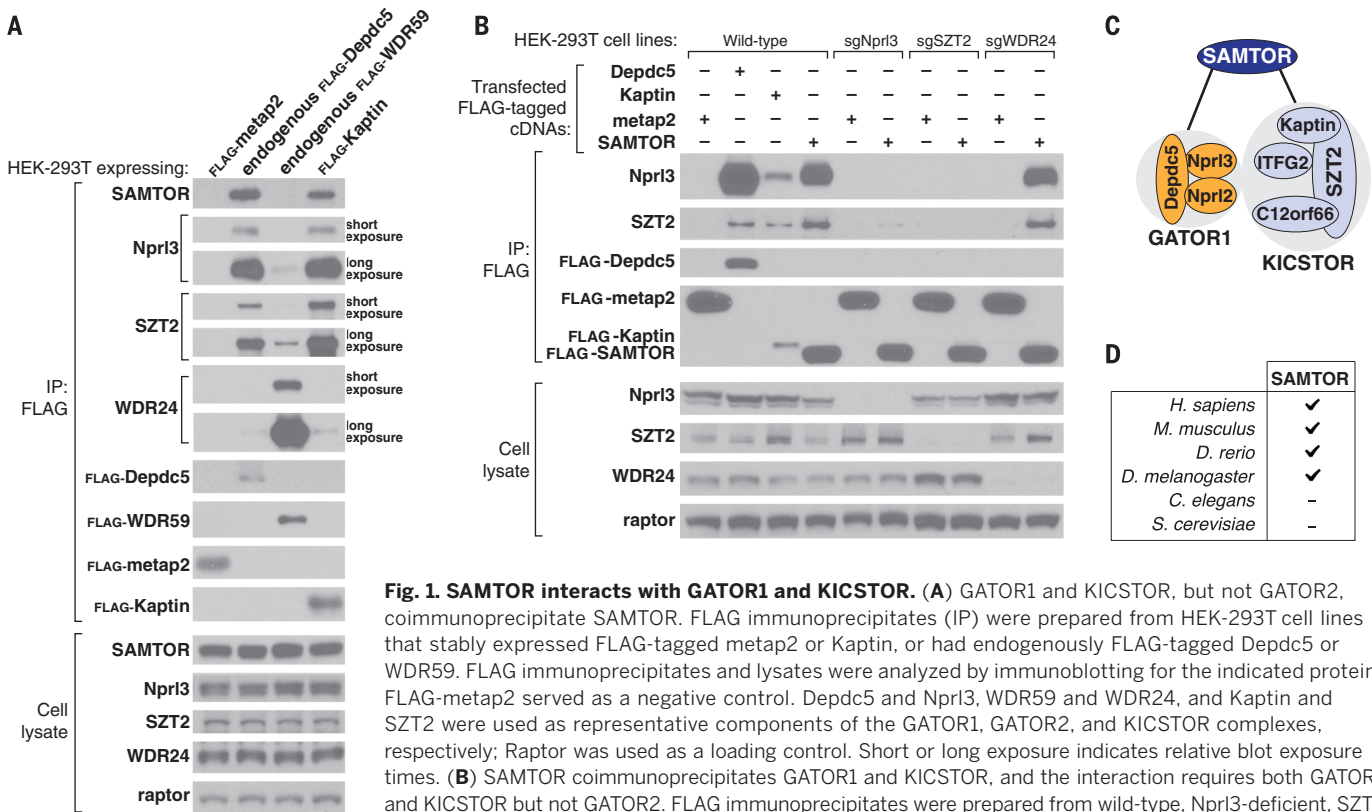 A
FLAG-metap2
endogenous FLAG-Depdc5
endogenous FLAG-WDR59
FLAG-Kaptin
HEK-293T expressing:
SAMTOR
Nprl3
short exposure
long exposure
SZT2
short exposure
long exposure
IP:
FLAG
WDR24
short exposure
long exposure
FLAG-Depdc5
FLAG-WDR59
FLAG-metap2
FLAG-Kaptin
Cell
lysate
SAMTOR
Nprl3
SZT2
WDR24
raptor
B
HEK-293T cell lines: Wild-type sgNprl3 sgSZT2 sgWDR24
Transfected
FLAG-tagged
cDNAs:
Depdc5 – + – – – – – – – –
Kaptin – – + – – – – – – –
metap2 + – – – + – + – + –
SAMTOR – – – + – + – + – +
IP:
FLAG
Nprl3
SZT2
FLAG-Depdc5
FLAG-metap2
FLAG-Kaptin
FLAG-SAMTOR
Cell
lysate
Nprl3
SZT2
WDR24
raptor
C
SAMTOR
Depdc5
Nprl3
Nprl2
GATOR1
Kaptin
ITFG2
SZT2
C12orf66
KICSTOR
D
SAMTOR
H. sapiens ✓
M. musculus ✓
D. rerio ✓
D. melanogaster ✓
C. elegans –
S. cerevisiae –
Fig. 1. SAMTOR interacts with GATOR1 and KICSTOR. (A) GATOR1 and KICSTOR, but not GATOR2,
coimmunoprecipitate SAMTOR. FLAG immunoprecipitates (IP) were prepared from HEK-293T cell lines
that stably expressed FLAG-tagged metap2 or Kaptin, or had endogenously FLAG-tagged Depdc5 or
WDR59. FLAG immunoprecipitates and lysates were analyzed by immunoblotting for the indicated protein
FLAG-metap2 served as a negative control. Depdc5 and Nprl3, WDR59 and WDR24, and Kaptin and
SZT2 were used as representative components of the GATOR1, GATOR2, and KICSTOR complexes,
respectively; Raptor was used as a loading control. Short or long exposure indicates relative blot exposure
times. (B) SAMTOR coimmunoprecipitates GATOR1 and KICSTOR, and the interaction requires both GATOR
and KICSTOR but not GATOR2. FLAG immunoprecipitates were prepared from wild-type, Nprl3-deficient, SZT